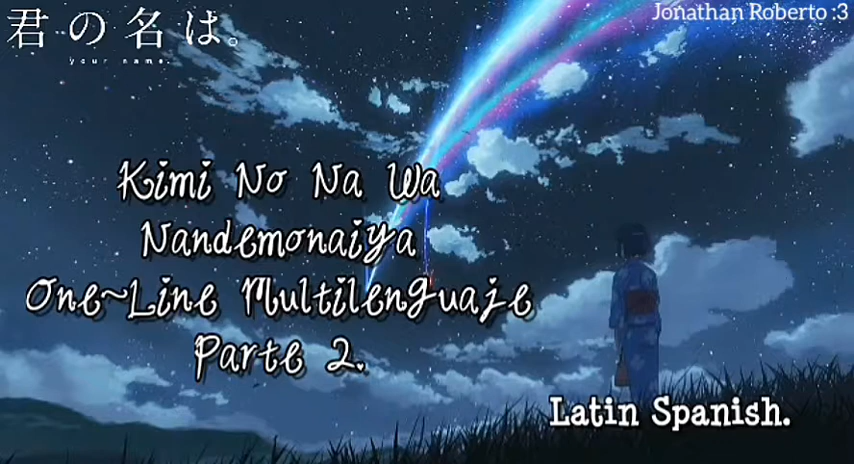 Jonathan Roberto :3
君の名は。
your name.
Kimi No Na Wa
Nandemonaiya
One~Line Multilenguaje
Parte 2.
Latin Spanish.